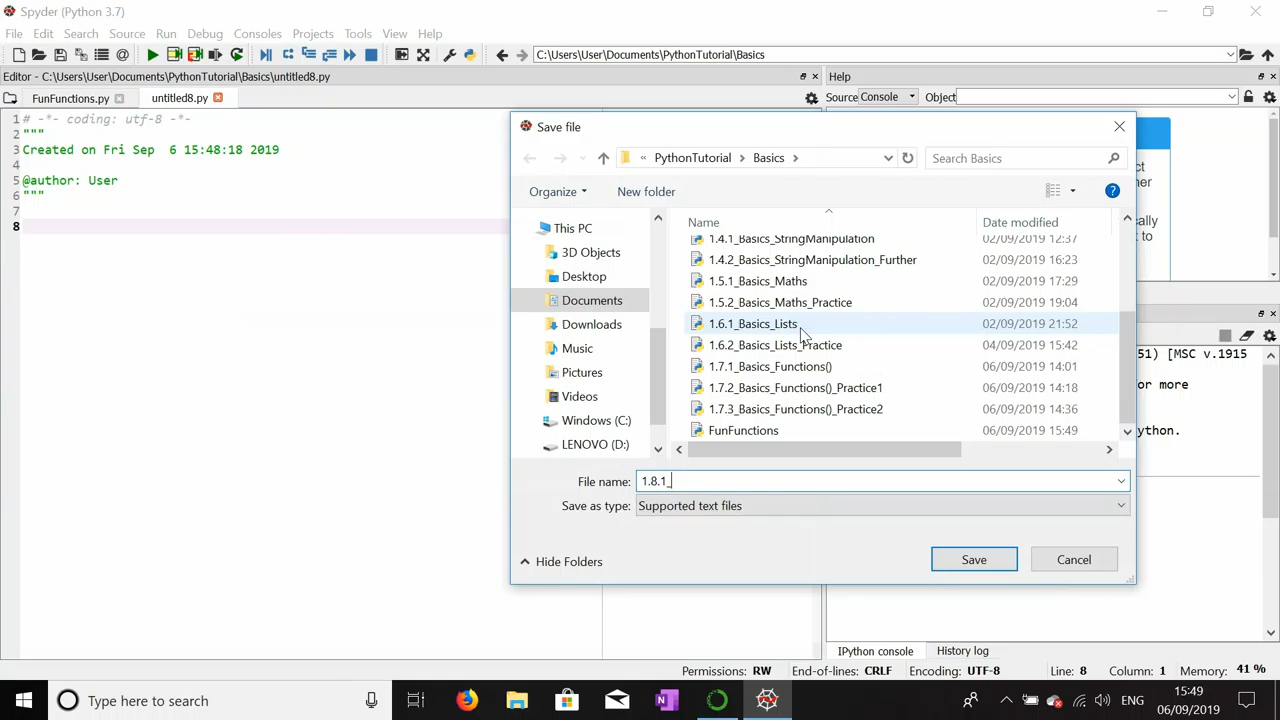 Spyder (Python 3.7)
File Edit Search Source Run Debug Consoles Projects Tools View Help
C:\Users\User\Documents\PythonTutorial\Basics
Editor - C:\Users\User\Documents\PythonTutorial\Basics\untitled8.py
Help
FunFunctions.py
untitled8.py
Source Console Object
1 # -*- coding: utf-8 -*-
2 """
3 Created on Fri Sep  6 15:48:18 2019
4
5 @author: User
6 """
7
8
Save file
« PythonTutorial Basics
Search Basics
Organize
New folder
This PC
3D Objects
Desktop
Documents
Downloads
Music
Pictures
Videos
Windows (C:)
LENOVO (D:)
Name Date modified
1.4.1_Basics_StringManipulation 02/09/2019 12:37
1.4.2_Basics_StringManipulation_Further 02/09/2019 16:23
1.5.1_Basics_Maths 02/09/2019 17:29
1.5.2_Basics_Maths_Practice 02/09/2019 19:04
1.6.1_Basics_Lists 02/09/2019 21:52
1.6.2_Basics_Lists_Practice 04/09/2019 15:42
1.7.1_Basics_Functions() 06/09/2019 14:01
1.7.2_Basics_Functions()_Practice1 06/09/2019 14:18
1.7.3_Basics_Functions()_Practice2 06/09/2019 14:36
FunFunctions 06/09/2019 15:49
File name: 1.8.1_
Save as type: Supported text files
Hide Folders
Save
Cancel
ct
her
cally
t to
51) [MSC v.1915
or more
ython.
IPython console
History log
Permissions: RW End-of-lines: CRLF Encoding: UTF-8 Line: 8 Column: 1 Memory: 41 %
Type here to search
ENG
15:49
06/09/2019